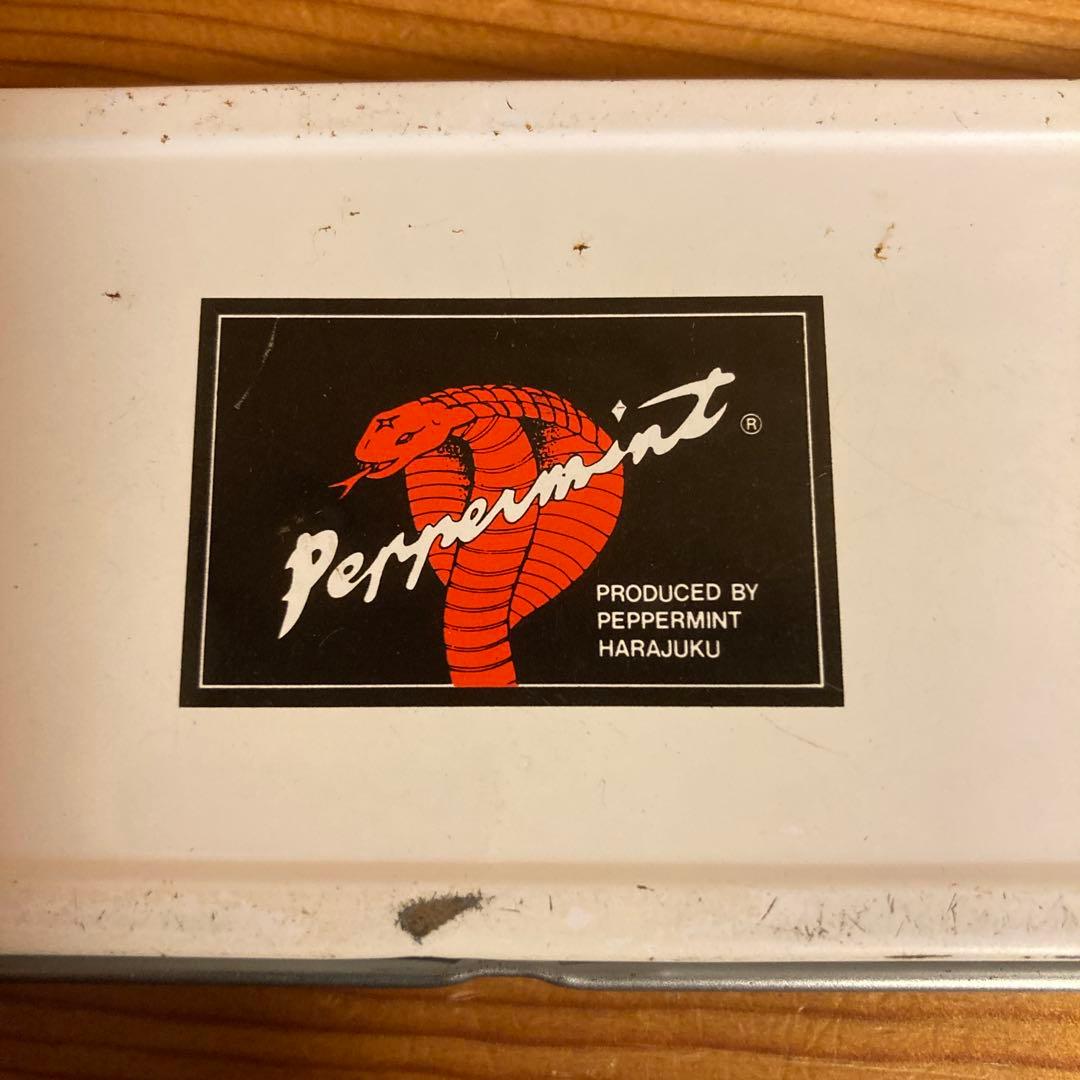 Peppermint ®
PRODUCED BY
PEPPERMINT
HARAJUKU